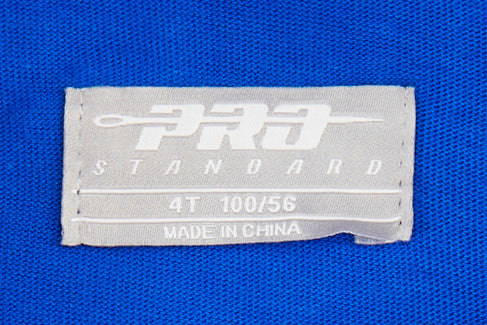 PRO
STANDARD
4T 100/56
MADE IN CHINA